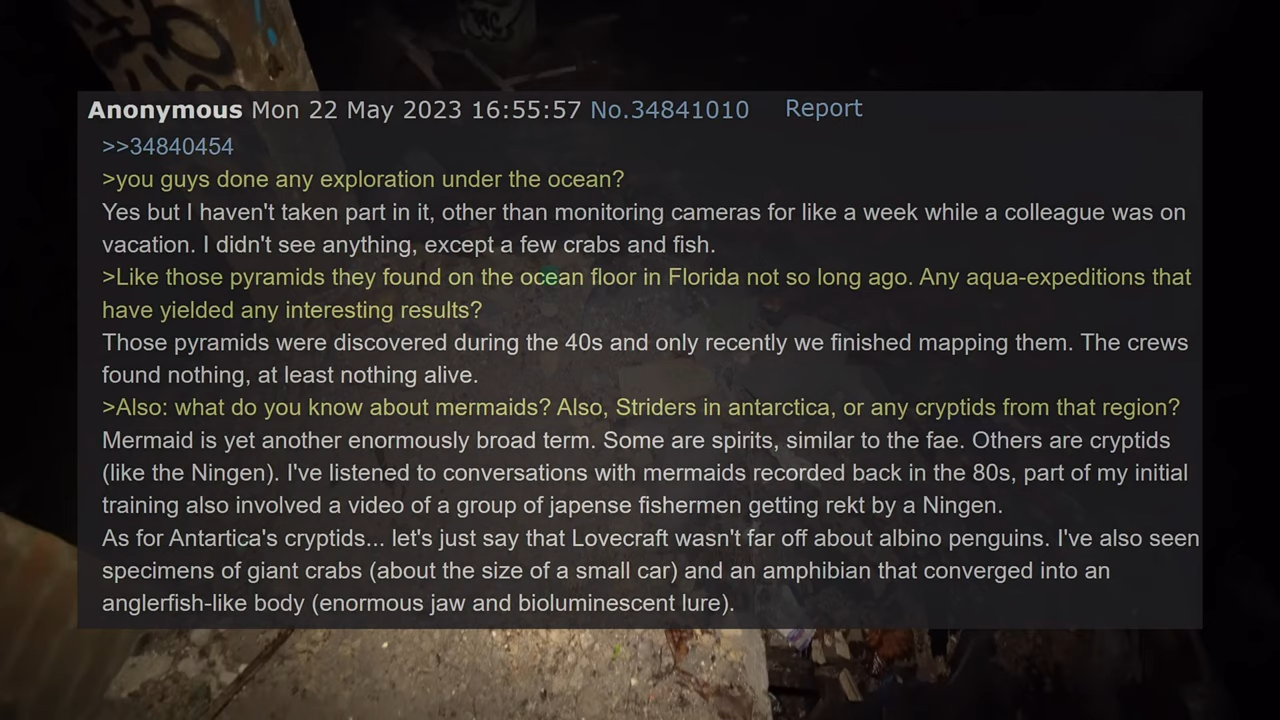 Anonymous Mon 22 May 2023 16:55:57 No.34841010 Report
>>34840454
>you guys done any exploration under the ocean?
Yes but I haven't taken part in it, other than monitoring cameras for like a week while a colleague was on
vacation. I didn't see anything, except a few crabs and fish.
>Like those pyramids they found on the ocean floor in Florida not so long ago. Any aqua-expeditions that
have yielded any interesting results?
Those pyramids were discovered during the 40s and only recently we finished mapping them. The crews
found nothing, at least nothing alive.
>Also: what do you know about mermaids? Also, Striders in antarctica, or any cryptids from that region?
Mermaid is yet another enormously broad term. Some are spirits, similar to the fae. Others are cryptids
(like the Ningen). I've listened to conversations with mermaids recorded back in the 80s, part of my initial
training also involved a video of a group of japense fishermen getting rekt by a Ningen.
As for Antartica's cryptids... let's just say that Lovecraft wasn't far off about albino penguins. I've also seen
specimens of giant crabs (about the size of a small car) and an amphibian that converged into an
anglerfish-like body (enormous jaw and bioluminescent lure).